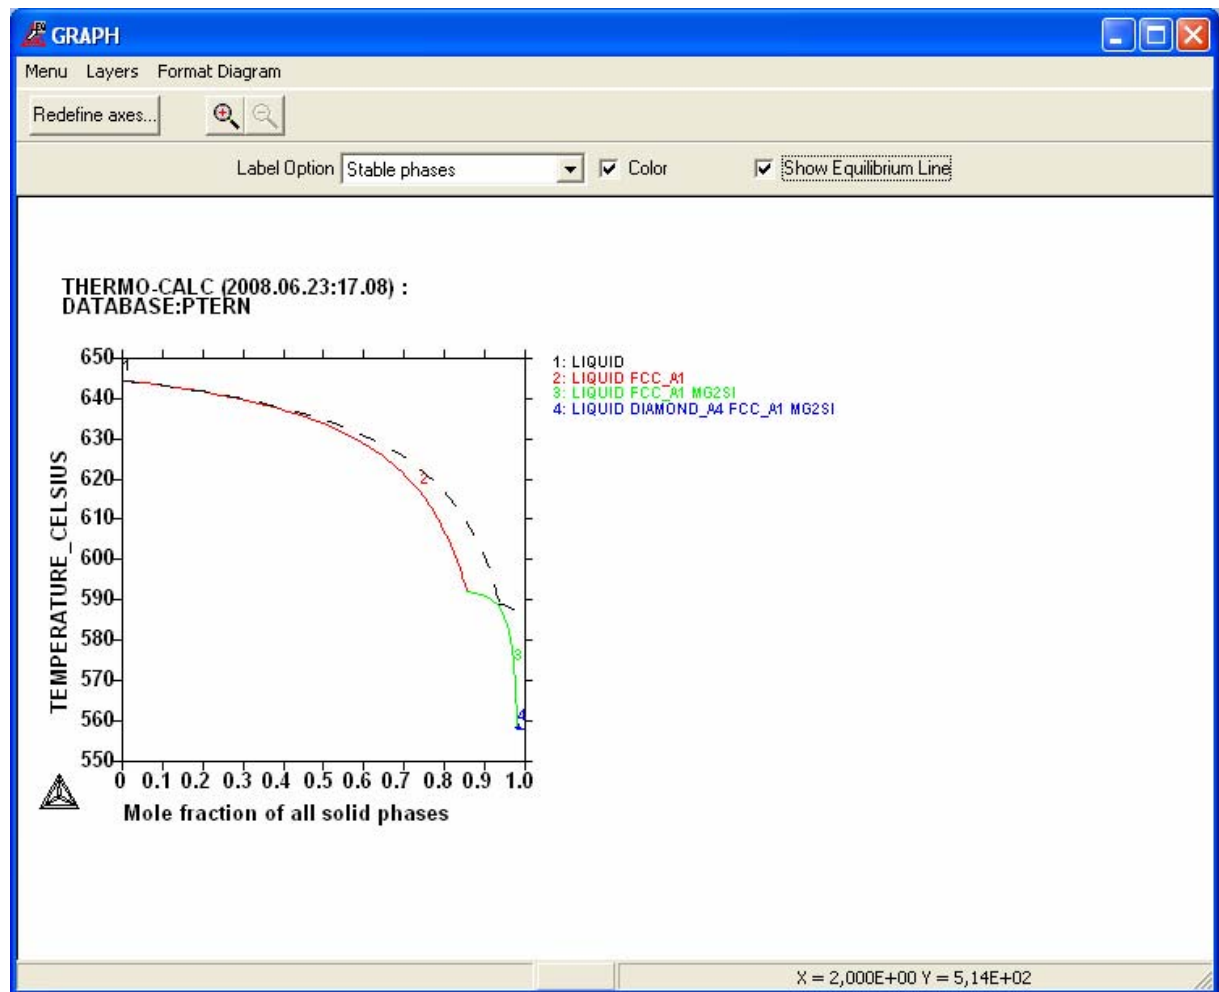 GRAPH
Menu Layers Format Diagram
Redefine axes...
Label Option Stable phases Color Show Equilibrium Line
THERMO-CALC (2008.06.23:17.08) :
DATABASE:PTERN
1: LIQUID
2: LIQUID FCC_A1
3: LIQUID FCC_A1 MG2SI
4: LIQUID DIAMOND_A4 FCC_A1 MG2SI
650
640
630
620
610
600
590
580
570
560
550
TEMPERATURE_CELSIUS
1
2
3
4
0 0.1 0.2 0.3 0.4 0.5 0.6 0.7 0.8 0.9 1.0
Mole fraction of all solid phases
X = 2,000E+00 Y = 5,14E+02